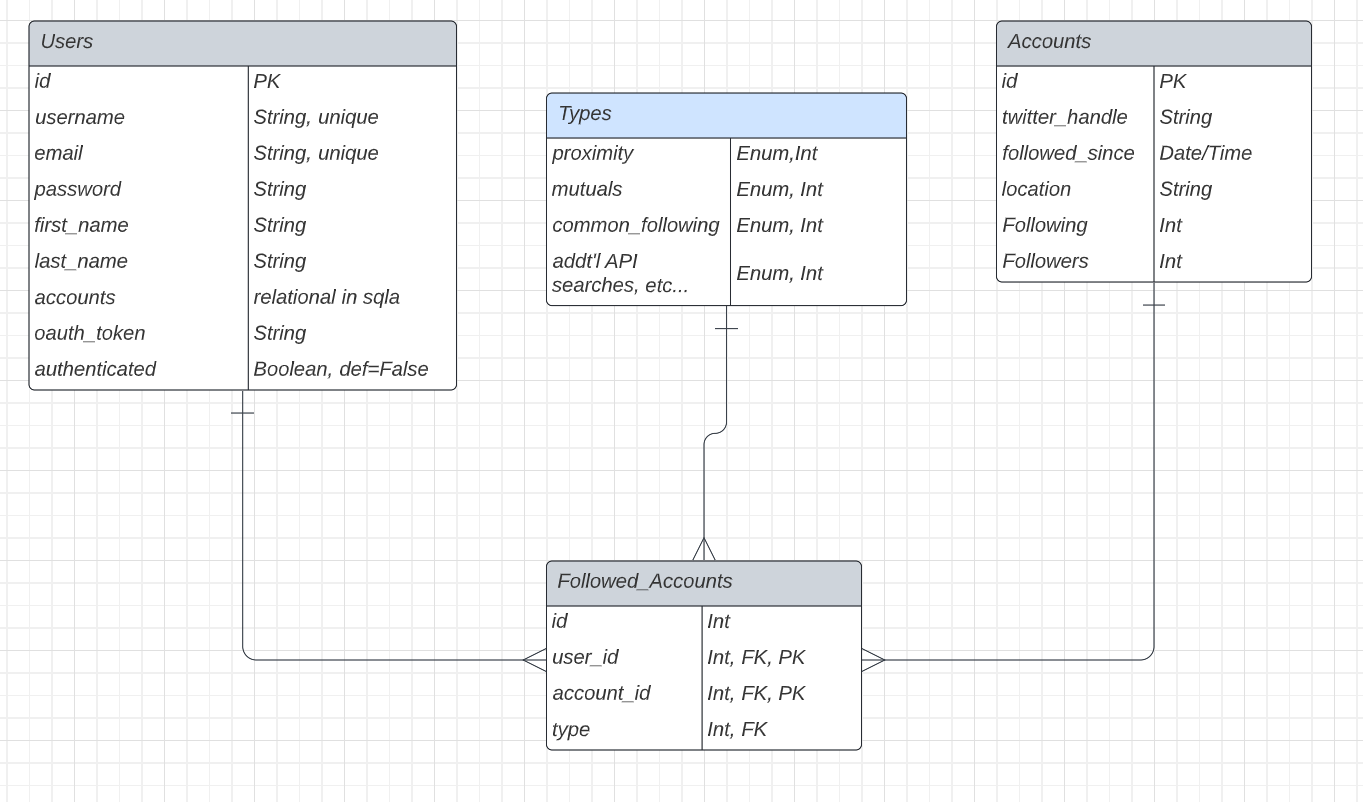 Users
id PK
username String, unique
email String, unique
password String
first_name String
last_name String
accounts relational in sqla
oauth_token String
authenticated Boolean, def=False
Types
proximity Enum,Int
mutuals Enum, Int
common_following Enum, Int
addt'l API
searches, etc... Enum, Int
Accounts
id PK
twitter_handle String
followed_since Date/Time
location String
Following Int
Followers Int
Followed_Accounts
id Int
user_id Int, FK, PK
account_id Int, FK, PK
type Int, FK